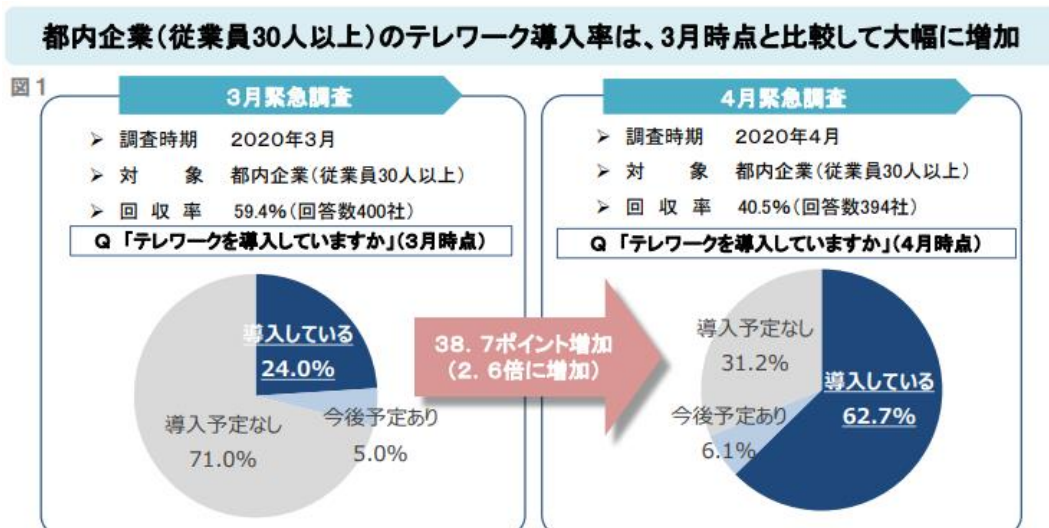 都内企業(従業員30人以上)のテレワーク導入率は、3月時点と比較して大幅に増加
図1
3月緊急調査
➢ 調査時期 2020年3月
➢ 対 象 都内企業(従業員30人以上)
➢ 回 収 率 59.4%(回答数400社)
Q 「テレワークを導入していますか」(3月時点)
導入している
24.0%
今後予定あり
5.0%
導入予定なし
71.0%
38.7ポイント増加
(2.6倍に増加)
4月緊急調査
➢ 調査時期 2020年4月
➢ 対 象 都内企業(従業員30人以上)
➢ 回 収 率 40.5%(回答数394社)
Q 「テレワークを導入していますか」(4月時点)
導入予定なし
31.2%
導入している
62.7%
今後予定あり
6.1%